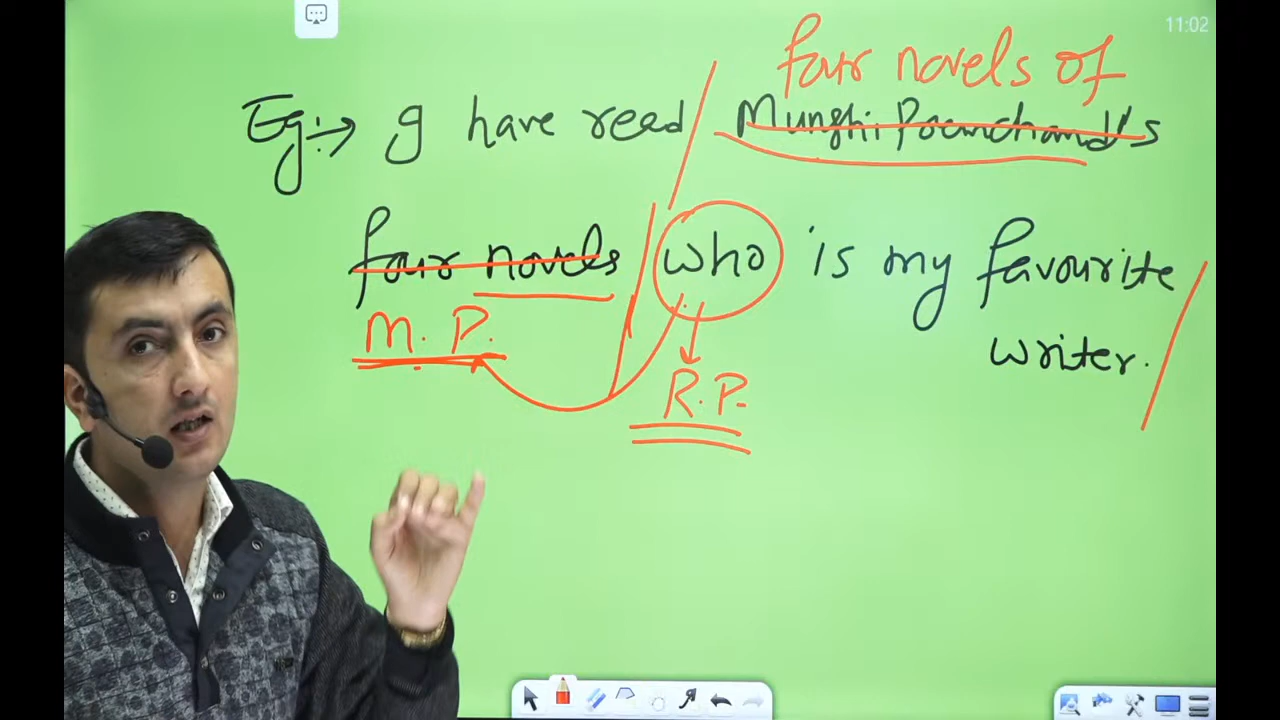 11:02
four novels of
Eg:→ I have read / Munshi Premchand's
four novels / who is my favourite /
M. P.
writer.
R.P.